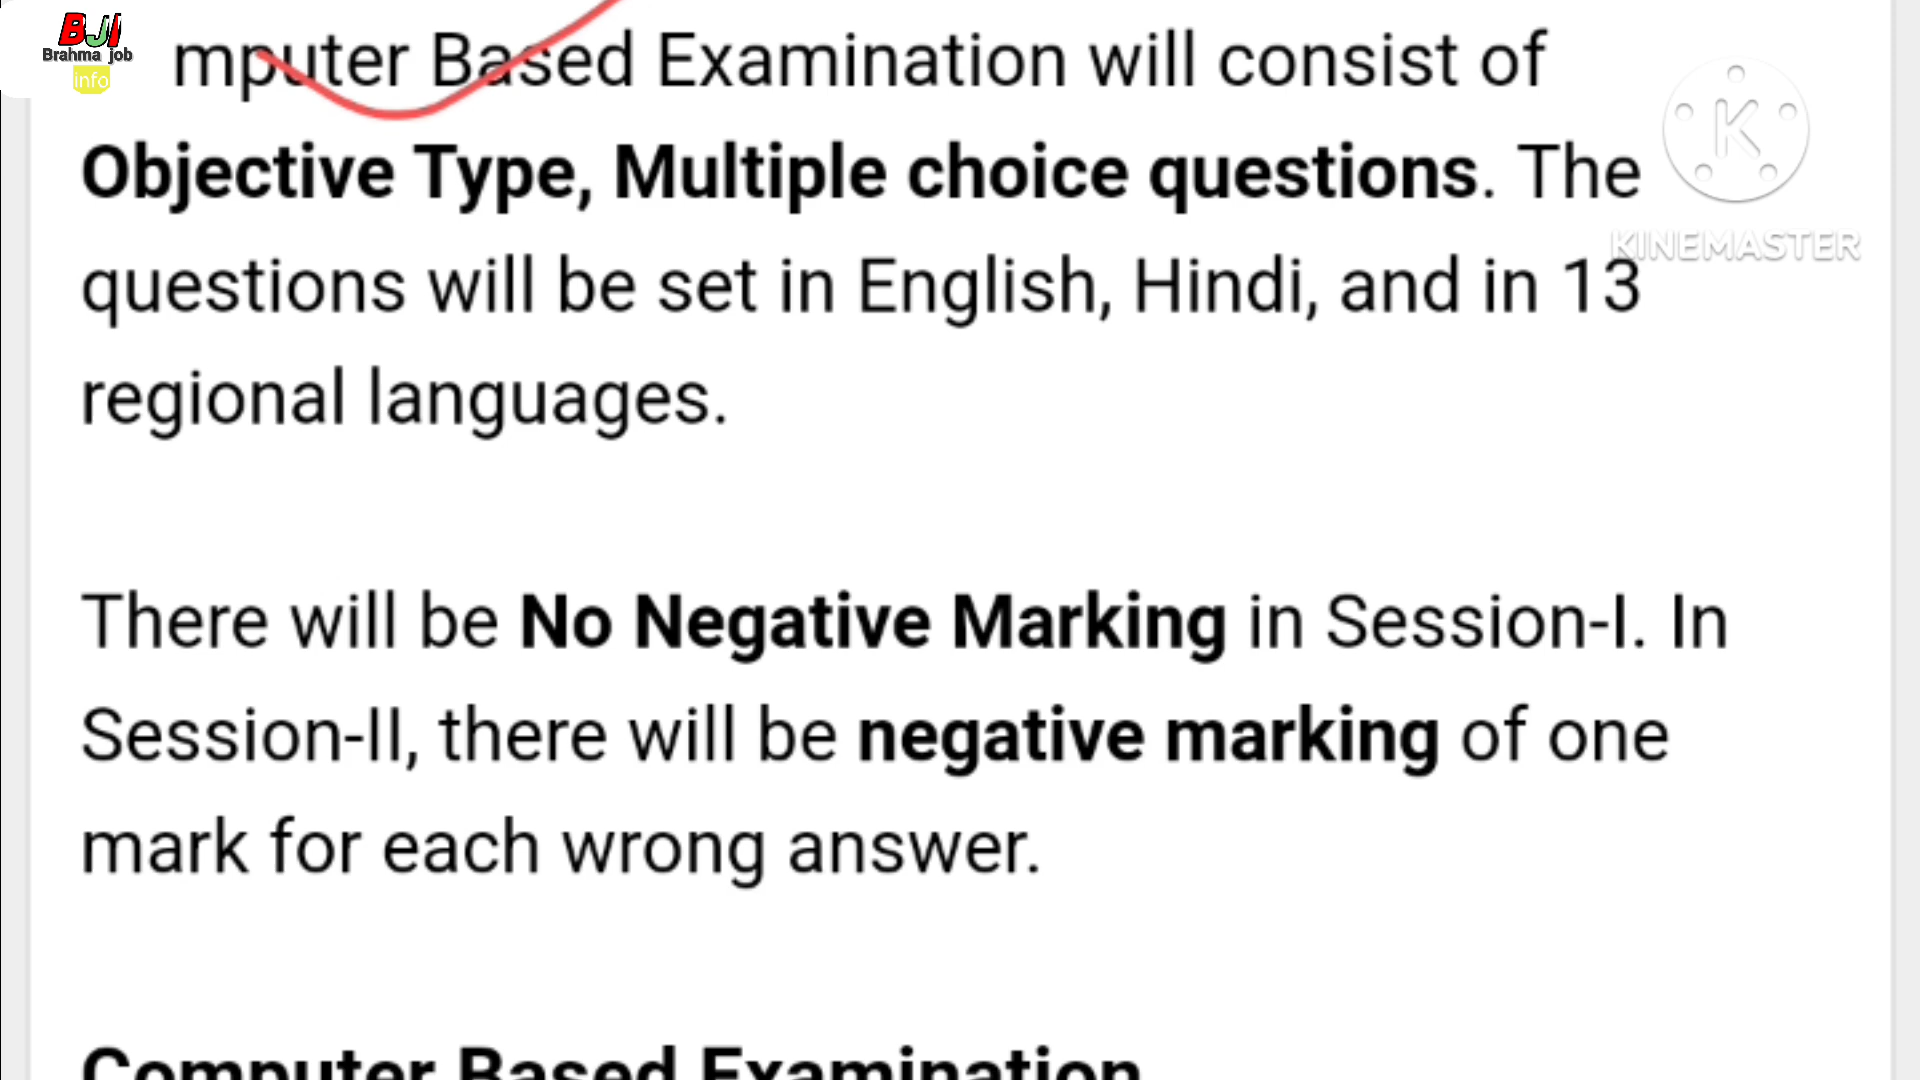 BJI
Brahma job
info
mputer Based Examination will consist of
Objective Type, Multiple choice questions. The
questions will be set in English, Hindi, and in 13
regional languages.
There will be No Negative Marking in Session-I. In
Session-II, there will be negative marking of one
mark for each wrong answer.
Computer Based Examination
K
KINEMASTER